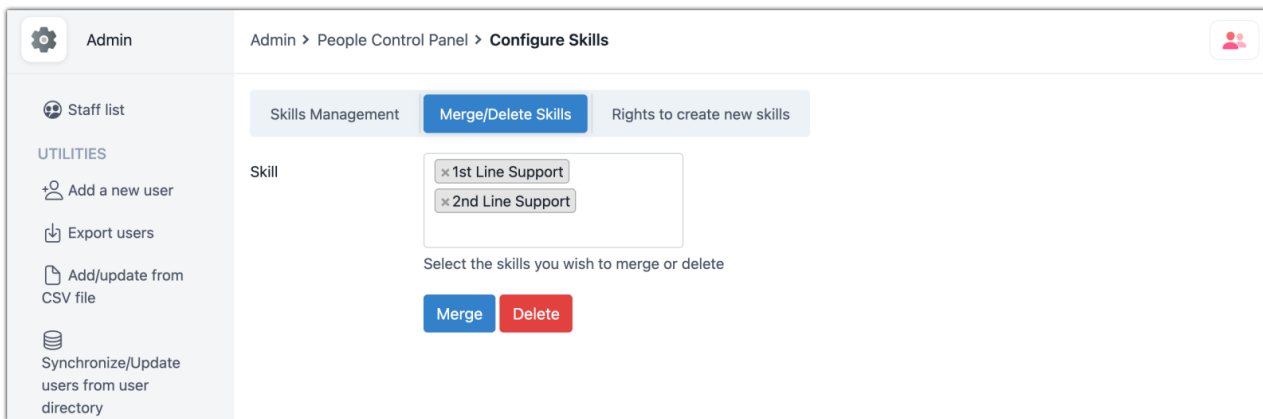 Admin
Admin > People Control Panel > Configure Skills
Staff list
UTILITIES
Add a new user
Export users
Add/update from
CSV file
Synchronize/Update
users from user
directory
Skills Management
Merge/Delete Skills
Rights to create new skills
Skill
×1st Line Support
×2nd Line Support
Select the skills you wish to merge or delete
Merge
Delete